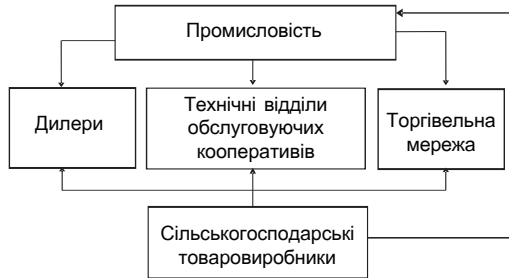 Промисловість
Дилери
Технічні відділи
обслуговуючих
кооперативів
Торгівельна
мережа
Сільськогосподарські
товаровиробники